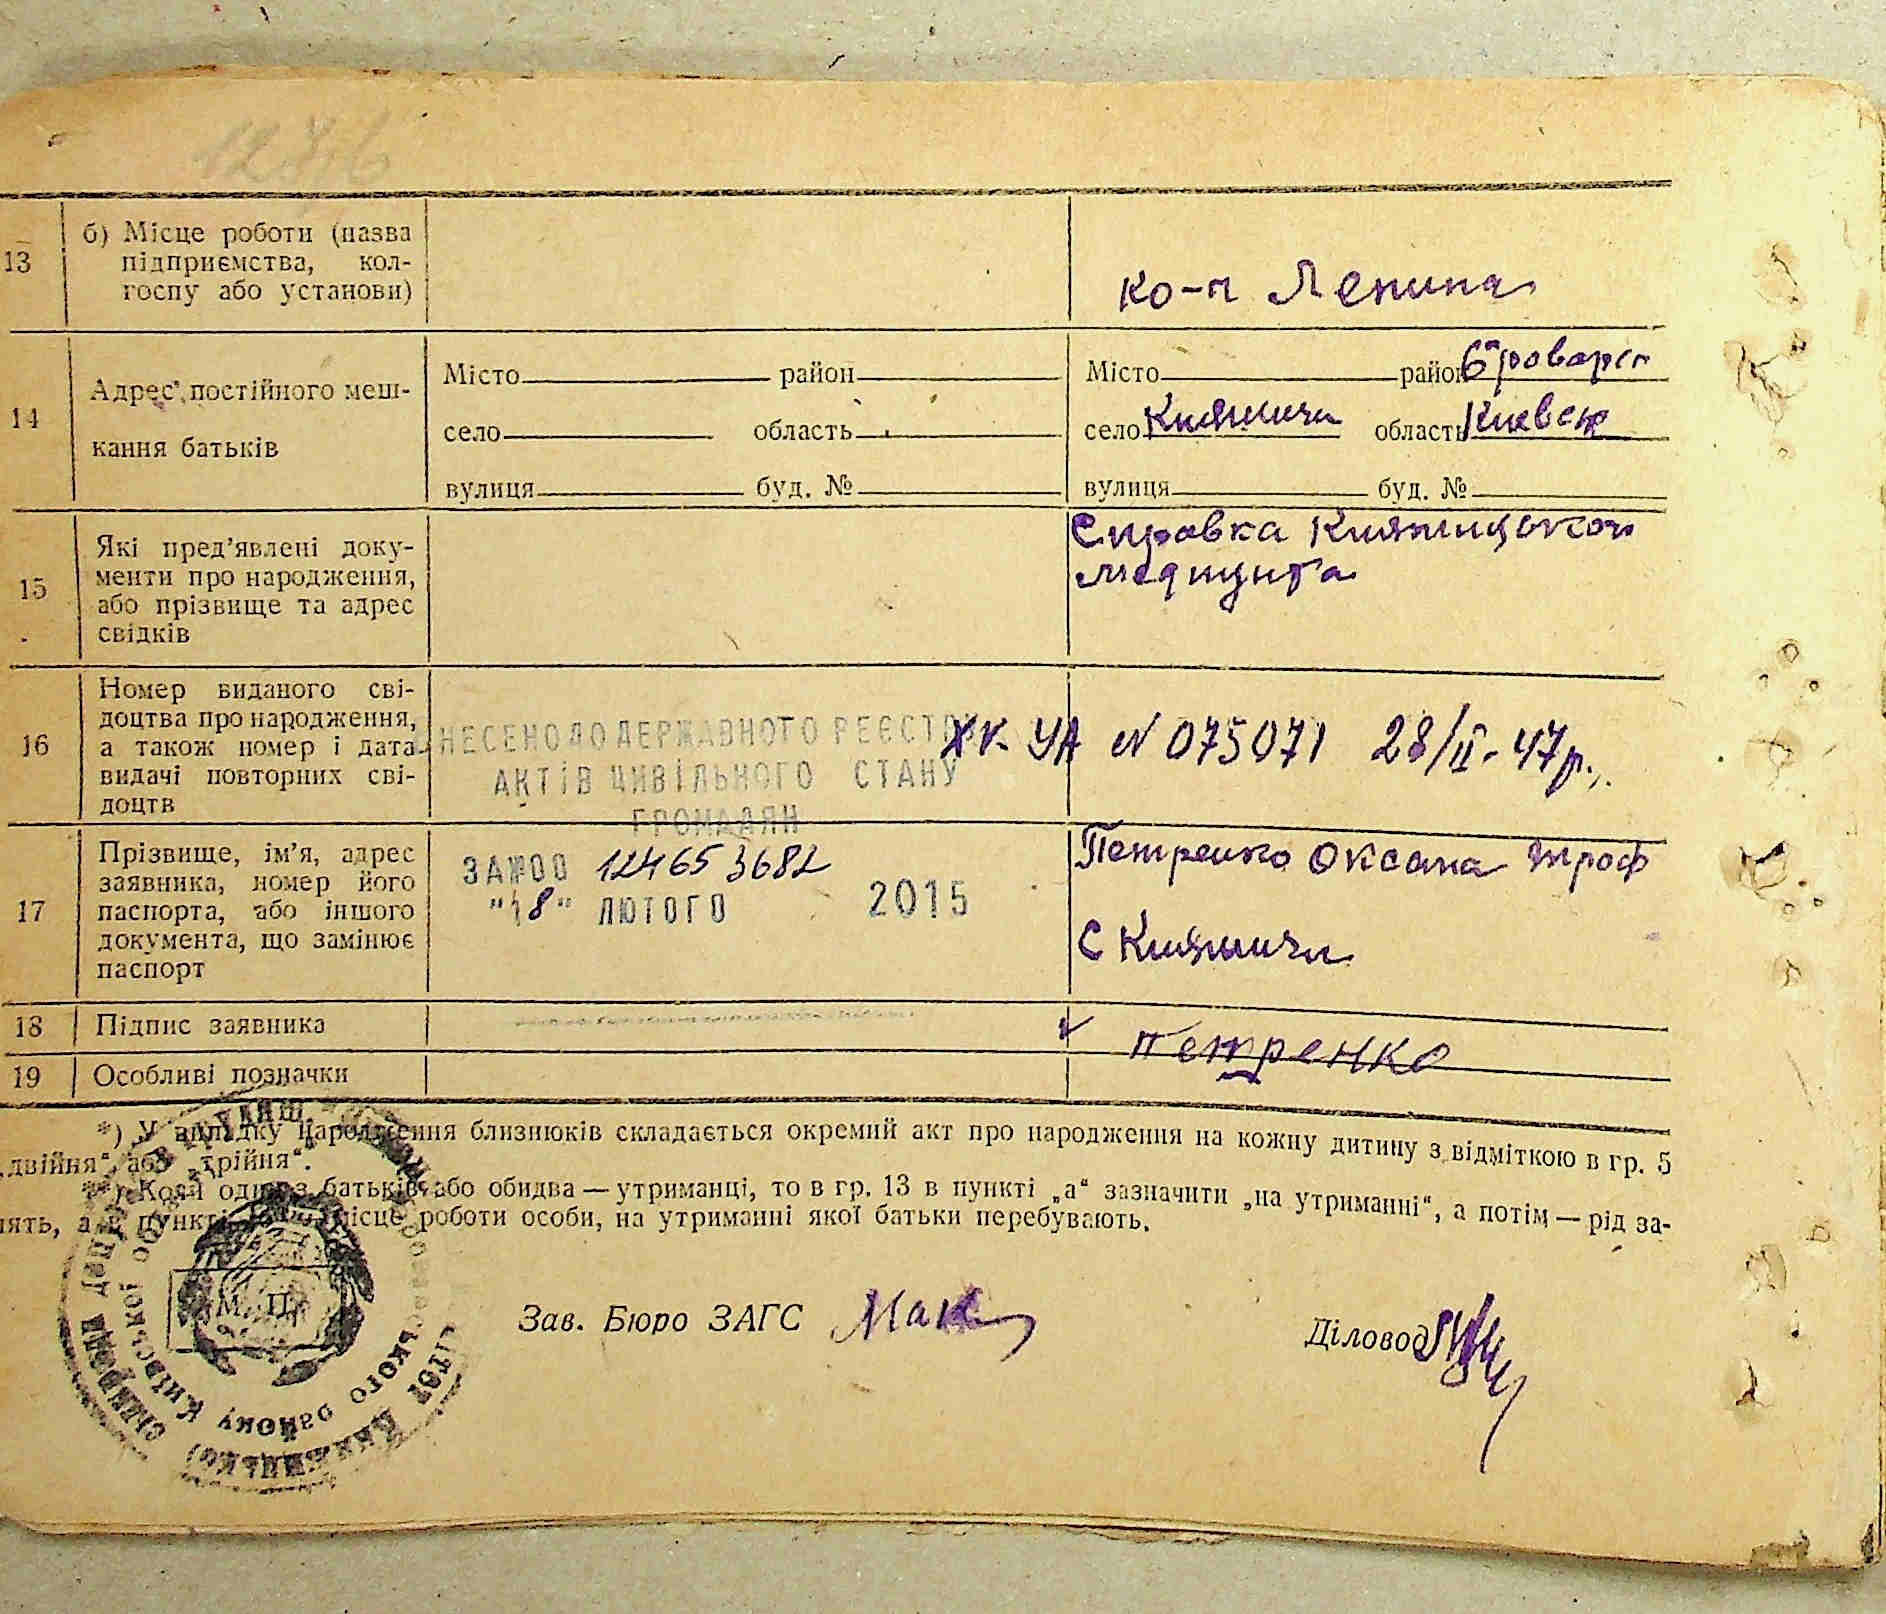 13
б) Місце роботи (назва
підприємства, кол-
госпу або установи)
ко-п Ленина
14
Адрес постійного меш-
кання батьків
Місто район
село область
вулиця буд. №
Місто район Броварск
село Княжичи область Киевск
вулиця буд. №
15
Які пред'явлені доку-
менти про народження,
або прізвище та адрес
свідків
Справка Княжицької
медпункта
16
Номер виданого сві-
доцтва про народження,
а також номер і дата
видачі повторних сві-
доцтв
НЕСЕНО ДО ДЕРЖАВНОГО РЕЄСТР
АКТІВ ЦИВІЛЬНОГО СТАНУ
ГРОМАДЯН
УА N 075071 28/II-47р.
17
Прізвище, ім'я, адрес
заявника, номер його
паспорта, або іншого
документа, що замінює
паспорт
ЗА №00 124653682
"18" ЛЮТОГО 2015
Петренко Оксана Троф
С Княжичи
18
Підпис заявника
Петренко
19
Особливі позначки
*) У випадку народження близнюків складається окремий акт про народження на кожну дитину з відміткою в гр. 5
„двійня“ або „трійня“.
**) Коли один з батьків або обидва — утриманці, то в гр. 13 в пункті „а“ зазначити „на утриманні“, а потім — рід за-
нять, а в пункті місце роботи особи, на утриманні якої батьки перебувають.
М. П.
Зав. Бюро ЗАГС
Діловод